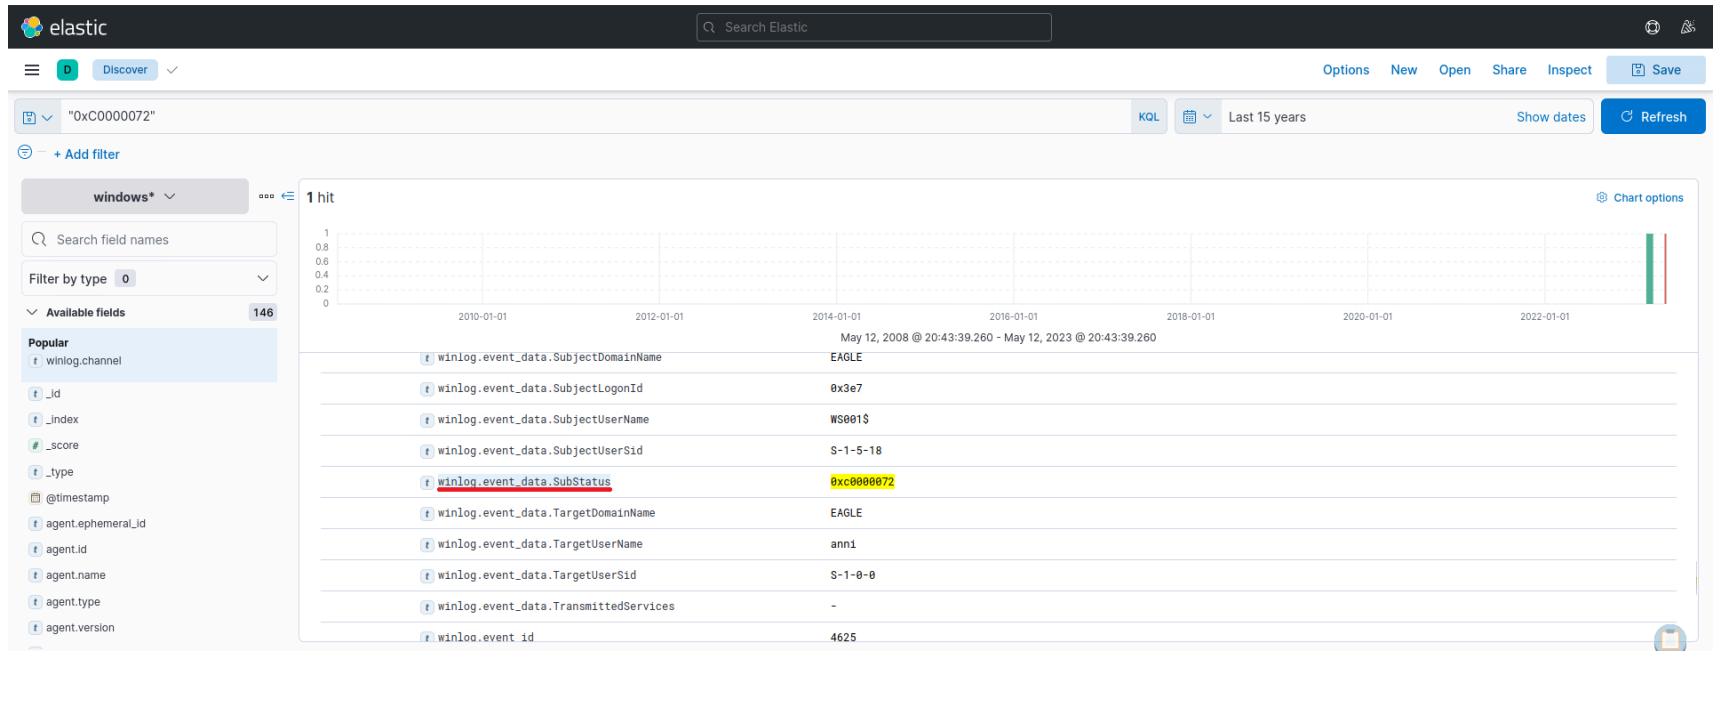 elastic
Search Elastic
D Discover
Options New Open Share Inspect Save
"0xC0000072"
KQL
Last 15 years
Show dates
Refresh
+ Add filter
windows*
1 hit
Chart options
Search field names
Filter by type 0
Available fields 146
Popular
t winlog.channel
t _id
t _index
# _score
t _type
@timestamp
t agent.ephemeral_id
t agent.id
t agent.name
t agent.type
t agent.version
1
0.8
0.6
0.4
0.2
0
2010-01-01 2012-01-01 2014-01-01 2016-01-01 2018-01-01 2020-01-01 2022-01-01
May 12, 2008 @ 20:43:39.260 - May 12, 2023 @ 20:43:39.260
t winlog.event_data.SubjectDomainName EAGLE
t winlog.event_data.SubjectLogonId 0x3e7
t winlog.event_data.SubjectUserName WS001$
t winlog.event_data.SubjectUserSid S-1-5-18
t winlog.event_data.SubStatus 0xc0000072
t winlog.event_data.TargetDomainName EAGLE
t winlog.event_data.TargetUserName anni
t winlog.event_data.TargetUserSid S-1-0-0
t winlog.event_data.TransmittedServices -
t winlog.event_id 4625